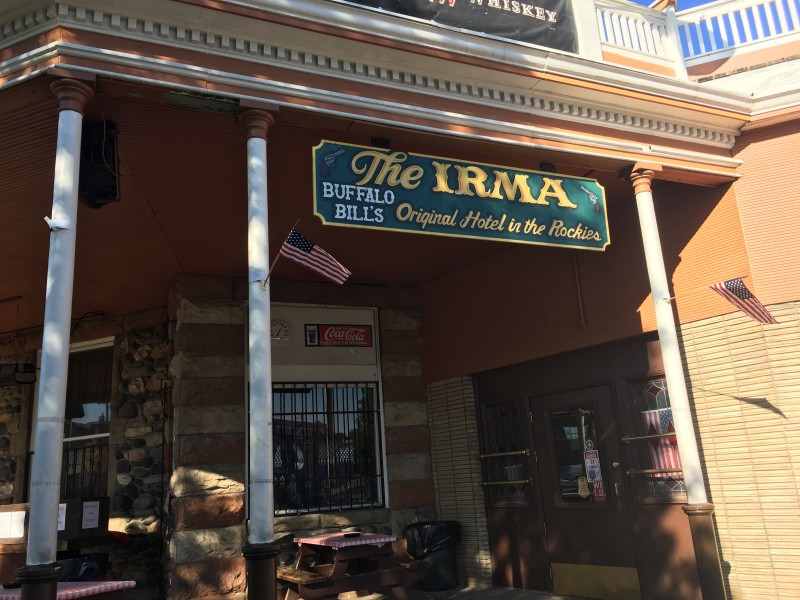 WHISKEY
The IRMA
BUFFALO
BILL'S
Original Hotel in the Rockies
Coca-Cola